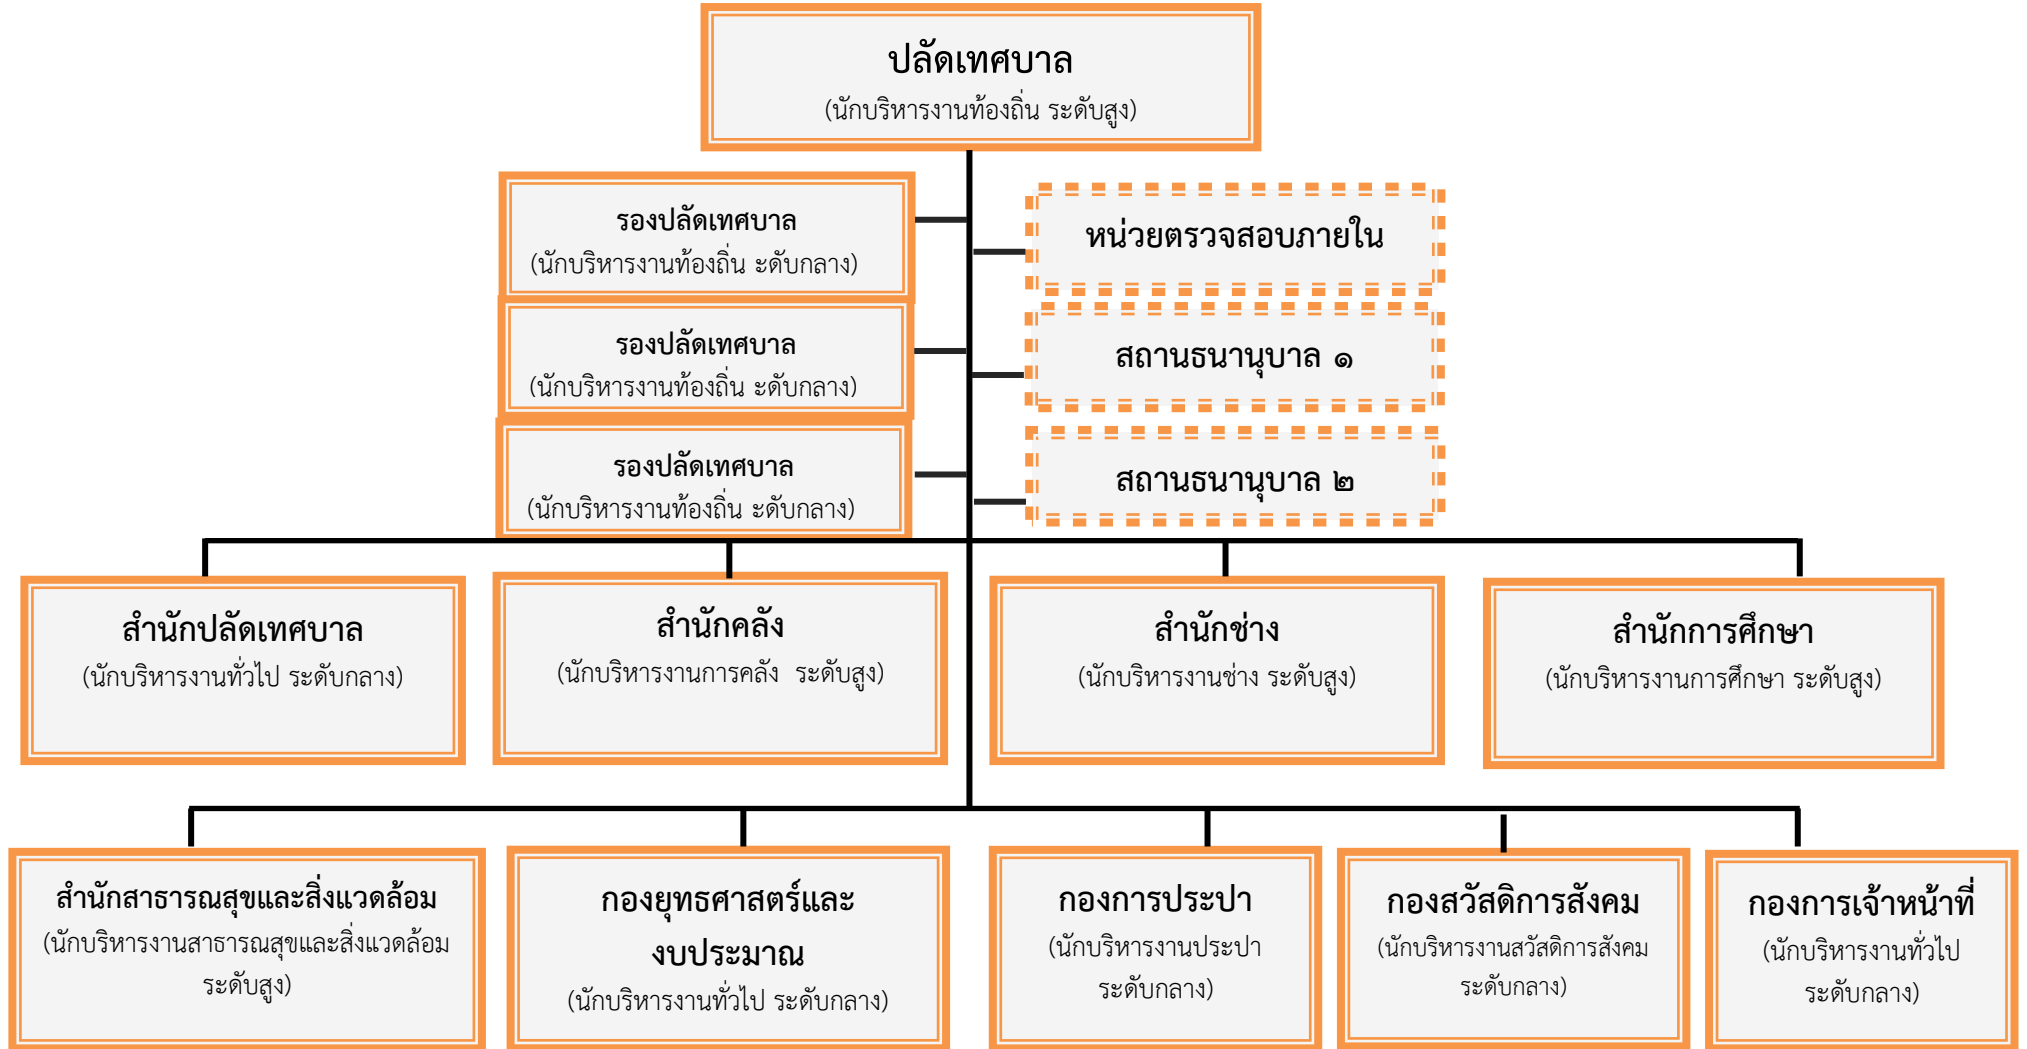 ปลัดเทศบาล
(นักบริหารงานท้องถิ่น ระดับสูง)
รองปลัดเทศบาล
(นักบริหารงานท้องถิ่น ะดับกลาง)
หน่วยตรวจสอบภายใน
รองปลัดเทศบาล
(นักบริหารงานท้องถิ่น ะดับกลาง)
สถานธนานุบาล ๑
รองปลัดเทศบาล
(นักบริหารงานท้องถิ่น ะดับกลาง)
สถานธนานุบาล ๒
สำนักปลัดเทศบาล
(นักบริหารงานทั่วไป ระดับกลาง)
สำนักคลัง
(นักบริหารงานการคลัง  ระดับสูง)
สำนักช่าง
(นักบริหารงานช่าง ระดับสูง)
สำนักการศึกษา
(นักบริหารงานการศึกษา ระดับสูง)
สำนักสาธารณสุขและสิ่งแวดล้อม
(นักบริหารงานสาธารณสุขและสิ่งแวดล้อม
ระดับสูง)
กองยุทธศาสตร์และ
งบประมาณ
(นักบริหารงานทั่วไป ระดับกลาง)
กองการประปา
(นักบริหารงานประปา
ระดับกลาง)
กองสวัสดิการสังคม
(นักบริหารงานสวัสดิการสังคม
ระดับกลาง)
กองการเจ้าหน้าที่
(นักบริหารงานทั่วไป
ระดับกลาง)